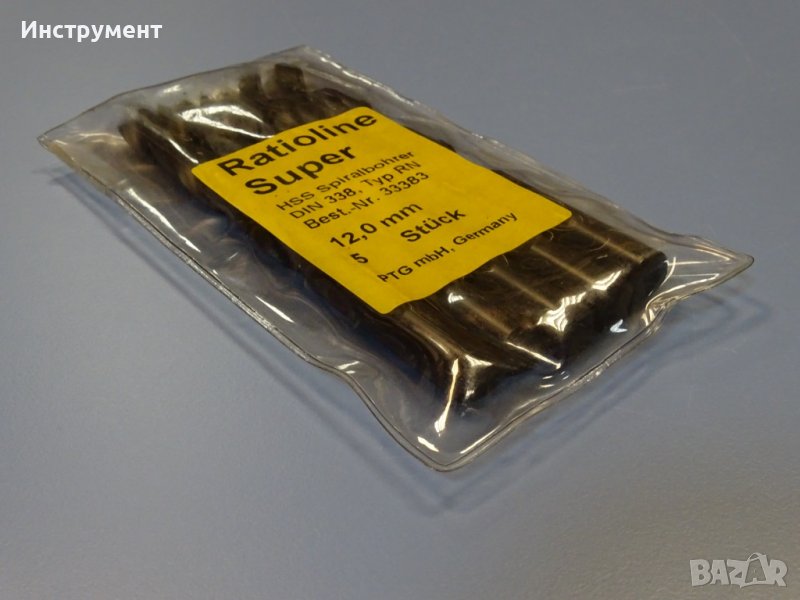 Инструмент
Ratioline
Super
HSS Spiralbohrer
DIN 338, Typ RN
Best.-Nr. 33383
12,0 mm
5 Stück
PTG mbH, Germany
BAZAR